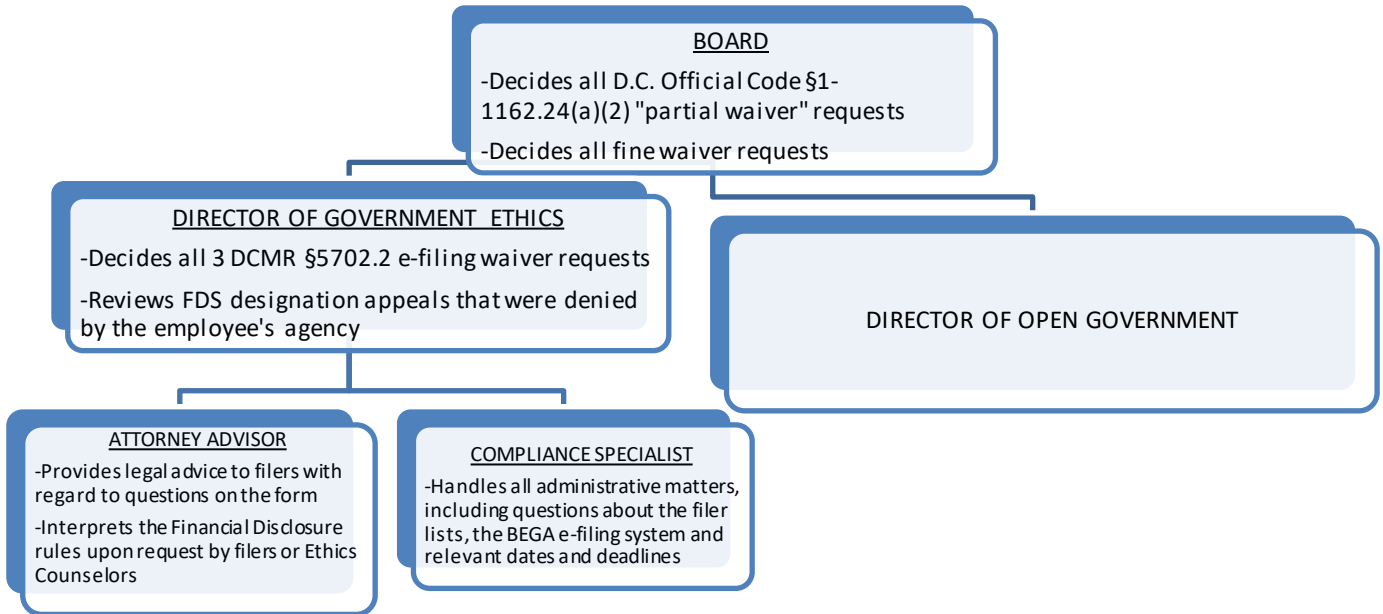 BOARD
-Decides all D.C. Official Code §1-
1162.24(a)(2) "partial waiver" requests
-Decides all fine waiver requests
DIRECTOR OF GOVERNMENT ETHICS
-Decides all 3 DCMR §5702.2 e-filing waiver requests
-Reviews FDS designation appeals that were denied
by the employee's agency
DIRECTOR OF OPEN GOVERNMENT
ATTORNEY ADVISOR
-Provides legal advice to filers with
regard to questions on the form
-Interprets the Financial Disclosure
rules upon request by filers or Ethics
Counselors
COMPLIANCE SPECIALIST
-Handles all administrative matters,
including questions about the filer
lists, the BEGA e-filing system and
relevant dates and deadlines